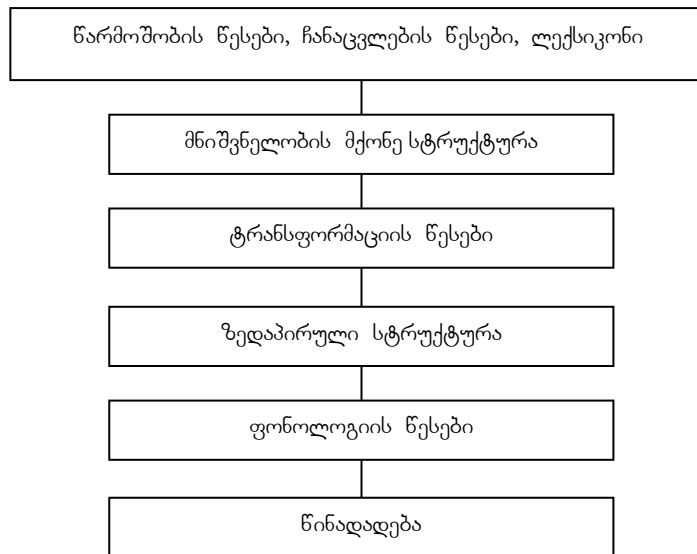 წარმოშობის წესები, ჩანაცვლების წესები, ლექსიკონი
მნიშვნელობის მქონე სტრუქტურა
ტრანსფორმაციის წესები
ზედაპირული სტრუქტურა
ფონოლოგიის წესები
წინადადება